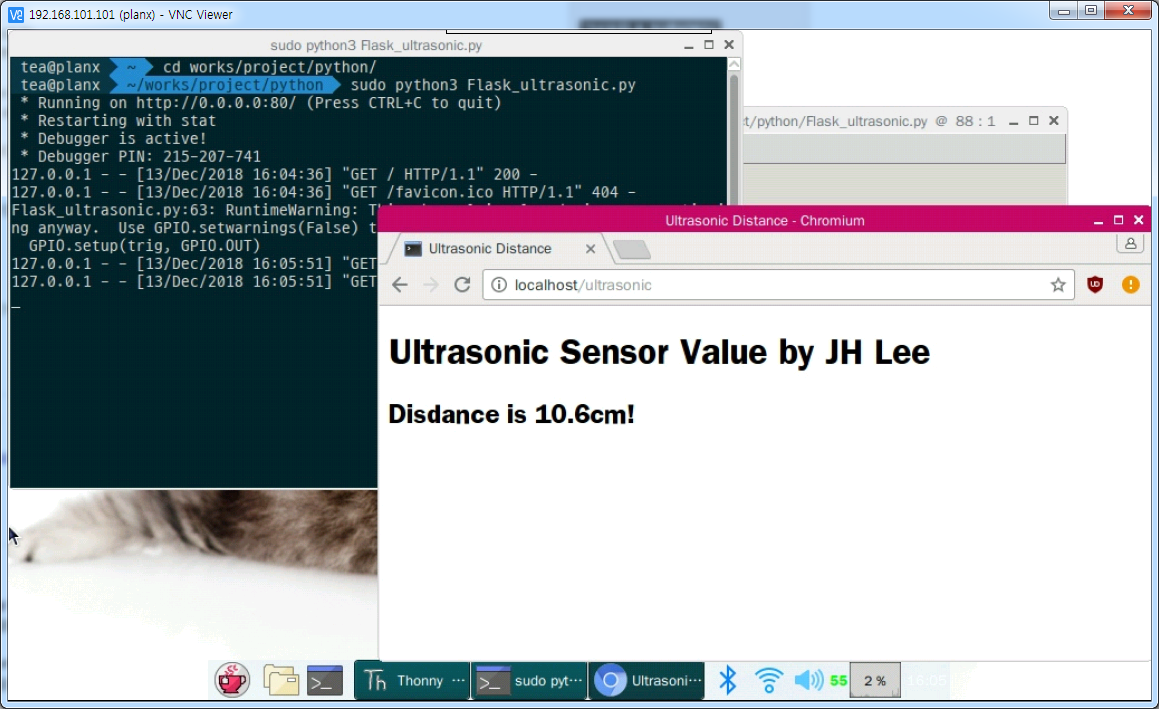 192.168.101.101 (planx) - VNC Viewer
sudo python3 Flask_ultrasonic.py
tea@planx ~ cd works/project/python/
tea@planx ~/works/project/python sudo python3 Flask_ultrasonic.py
* Running on http://0.0.0.0:80/ (Press CTRL+C to quit)
* Restarting with stat
* Debugger is active!
* Debugger PIN: 215-207-741
127.0.0.1 - - [13/Dec/2018 16:04:36] "GET / HTTP/1.1" 200 -
127.0.0.1 - - [13/Dec/2018 16:04:36] "GET /favicon.ico HTTP/1.1" 404 -
Flask_ultrasonic.py:63: RuntimeWarning:
ng anyway.  Use GPIO.setwarnings(False)
GPIO.setup(trig, GPIO.OUT)
127.0.0.1 - - [13/Dec/2018 16:05:51] "GET
127.0.0.1 - - [13/Dec/2018 16:05:51] "GET
t/python/Flask_ultrasonic.py @ 88 : 1
Ultrasonic Distance - Chromium
Ultrasonic Distance
localhost/ultrasonic
Ultrasonic Sensor Value by JH Lee
Disdance is 10.6cm!
Th Thonny ... sudo pyt... Ultrasoni... 55 2 % 16:05